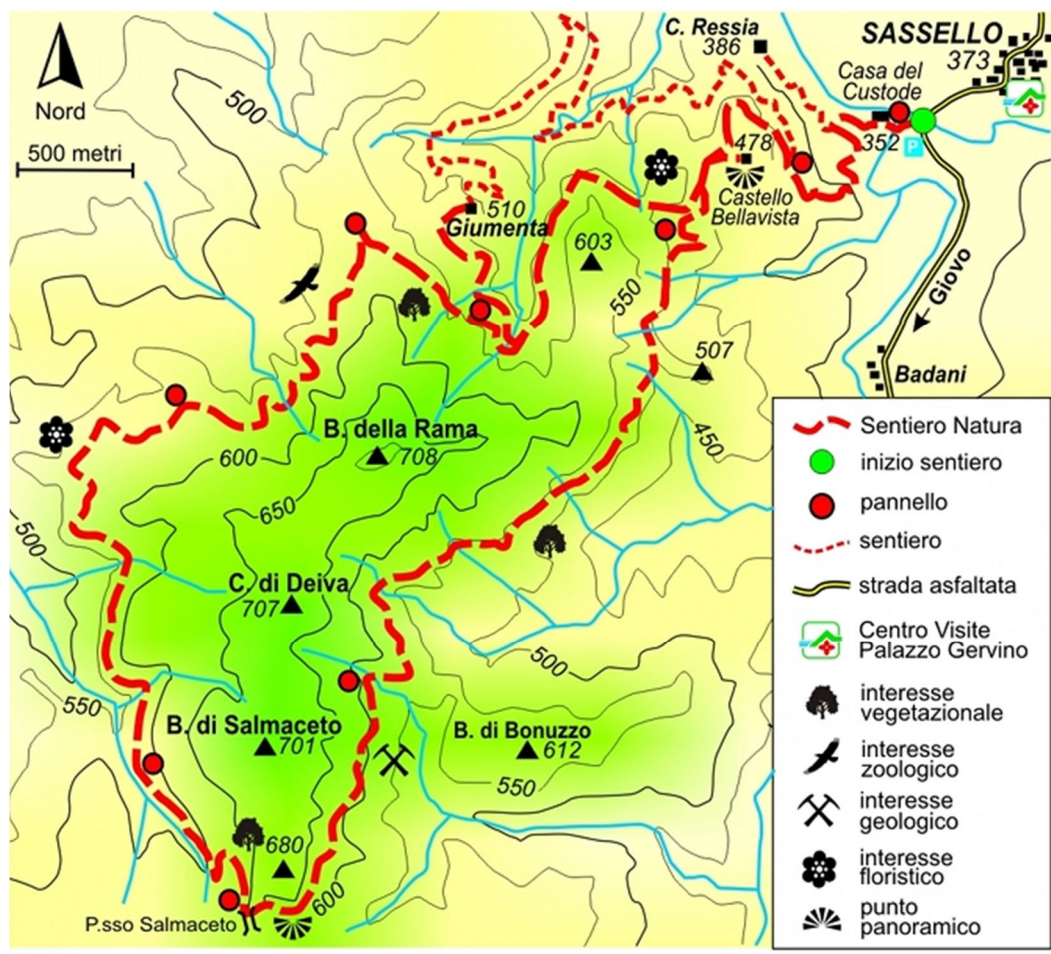 Nord
500 metri
C. Ressia
386
SASSELLO
373
Casa del
Custode
352
P
500
478
Castello
Bellavista
510
Giumenta
603
550
Giovo
507
Badani
B. della Rama
708
600
450
650
500
C. di Deiva
707
500
550
B. di Salmaceto
701
B. di Bonuzzo
612
550
680
600
P.sso Salmaceto
Sentiero Natura
inizio sentiero
pannello
sentiero
strada asfaltata
Centro Visite
Palazzo Gervino
interesse
vegetazionale
interesse
zoologico
interesse
geologico
interesse
floristico
punto
panoramico